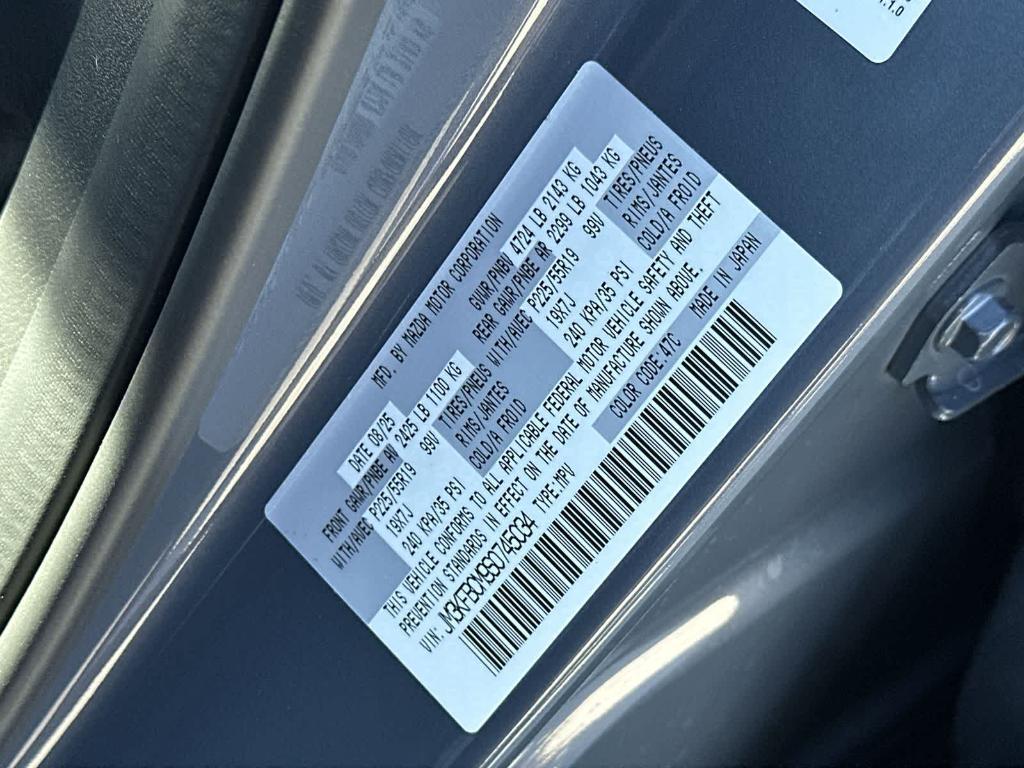 MFD. BY MAZDA MOTOR CORPORATION
DATE 08/25 GVWR/PNBV 4724 LB 2143 KG
FRONT GAWR/PNBE AV 2425 LB 1100 KG REAR GAWR/PNBE AR 2299 LB 1043 KG
WITH/AVEC P225/55R19 99V TIRES/PNEUS WITH/AVEC P225/55R19 99V TIRES/PNEUS
19X7J RIMS/JANTES 19X7J RIMS/JANTES
240 KPA/35 PSI COLD/A FROID 240 KPA/35 PSI COLD/A FROID
THIS VEHICLE CONFORMS TO ALL APPLICABLE FEDERAL MOTOR VEHICLE SAFETY AND THEFT
PREVENTION STANDARDS IN EFFECT ON THE DATE OF MANUFACTURE SHOWN ABOVE.
VIN: JM3KFBCM9S0745034 TYPE:MPV COLOR CODE:47C MADE IN JAPAN